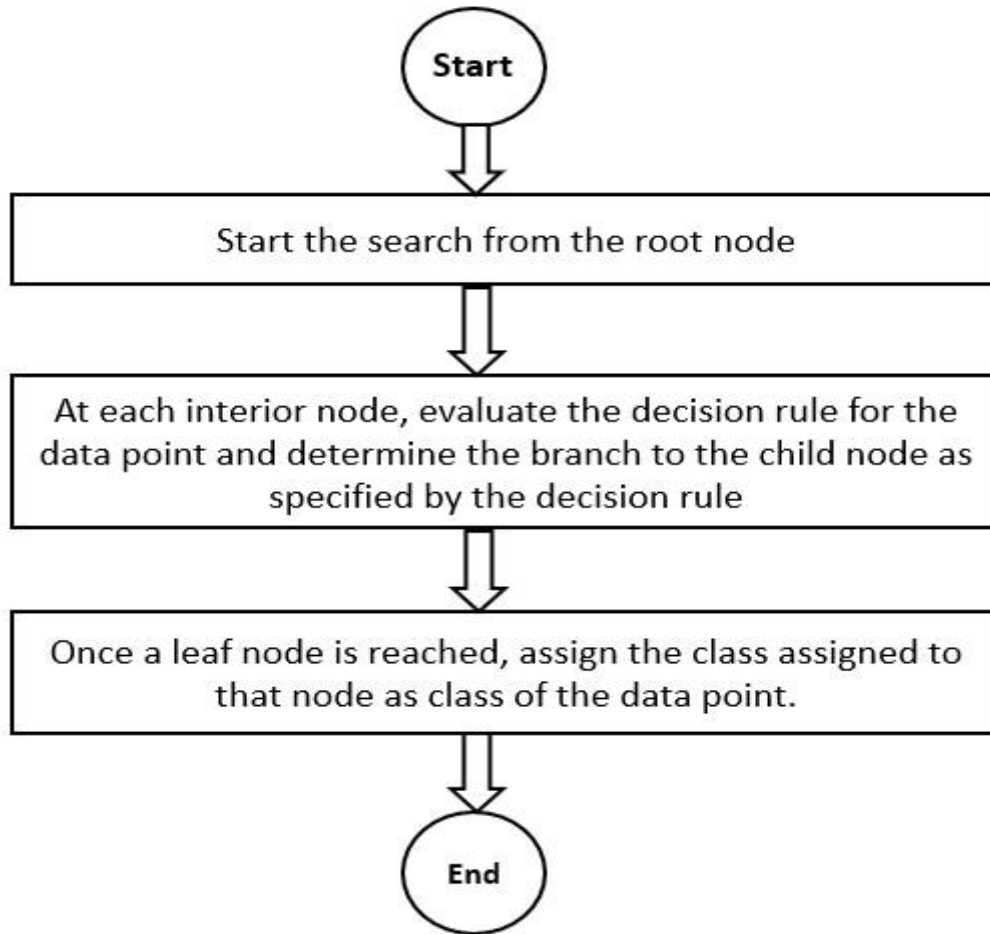 Start
Start the search from the root node
At each interior node, evaluate the decision rule for the
data point and determine the branch to the child node as
specified by the decision rule
Once a leaf node is reached, assign the class assigned to
that node as class of the data point.
End